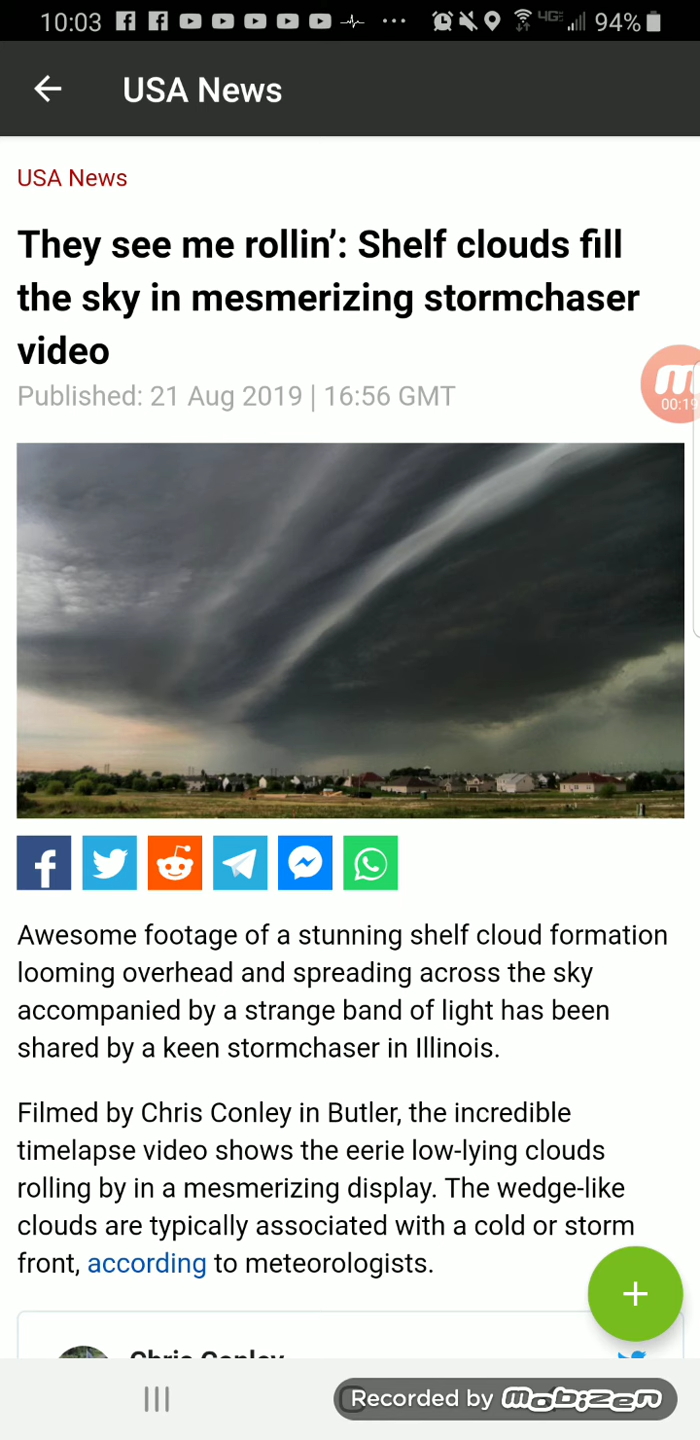 10:03 4GE 94%
USA News
USA News
They see me rollin’: Shelf clouds fill
the sky in mesmerizing stormchaser
video
Published: 21 Aug 2019 | 16:56 GMT
00:19
Awesome footage of a stunning shelf cloud formation
looming overhead and spreading across the sky
accompanied by a strange band of light has been
shared by a keen stormchaser in Illinois.
Filmed by Chris Conley in Butler, the incredible
timelapse video shows the eerie low-lying clouds
rolling by in a mesmerizing display. The wedge-like
clouds are typically associated with a cold or storm
front, according to meteorologists.
Chris Conley
Recorded by mobizen